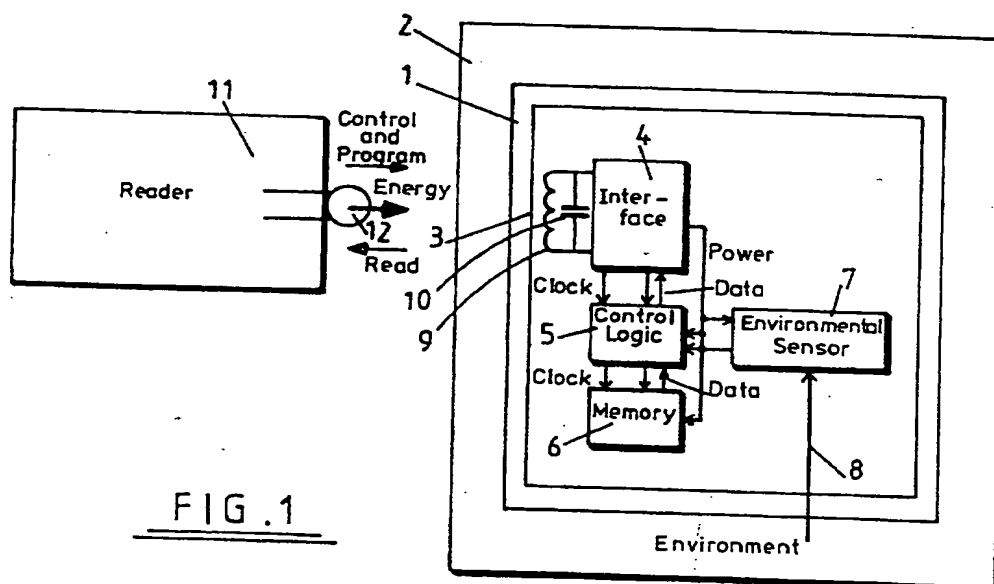 2
1
11
Control
and
Program
Reader
Energy
12
Read
3
10
9
4
Inter-
face
Power
Clock
Data
5
Control
Logic
7
Environmental
Sensor
Clock
Data
Memory
6
8
FIG.1
Environment